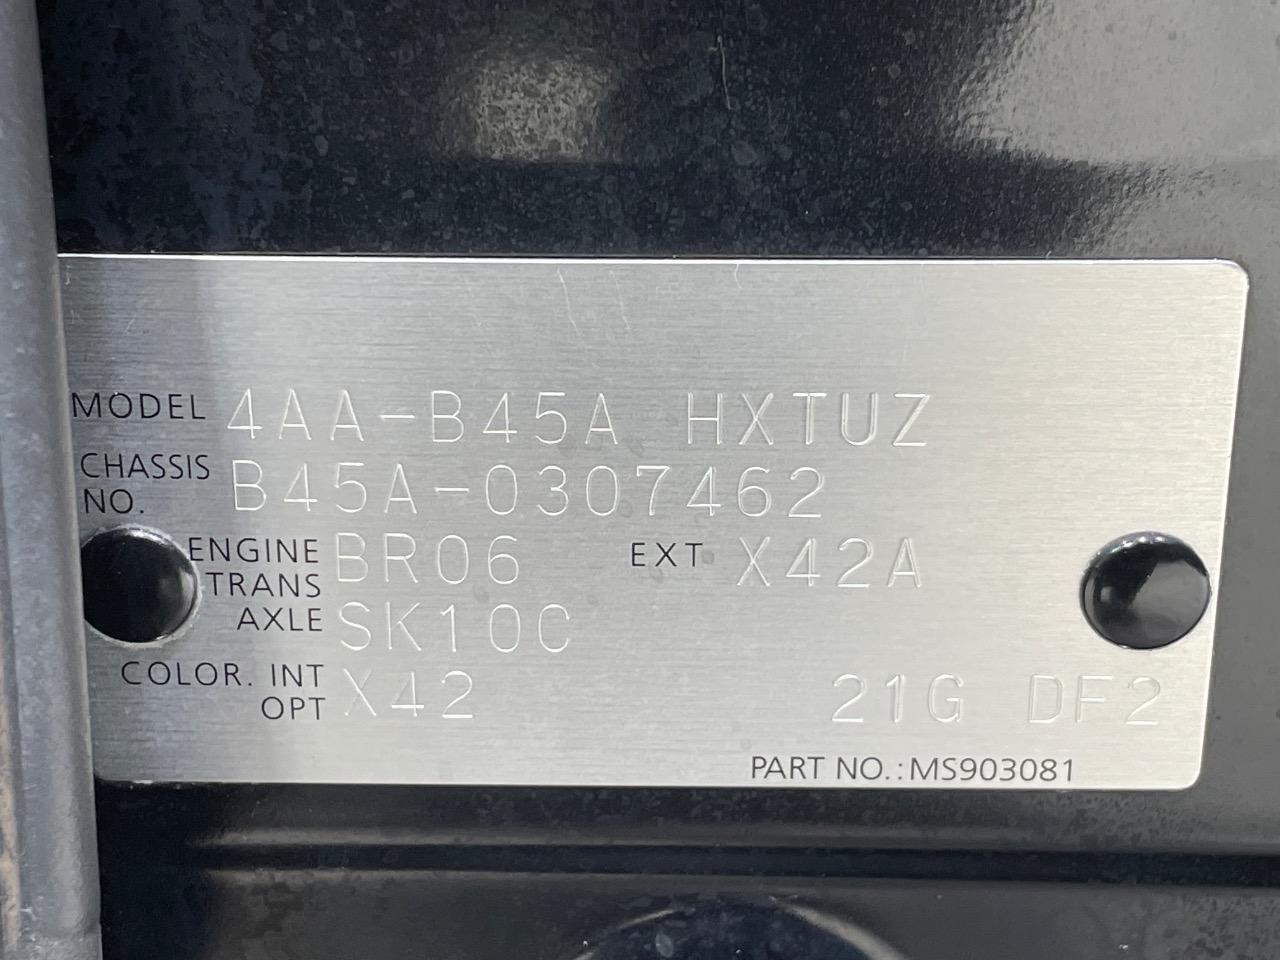 MODEL 4AA-B45A HXTUZ
CHASSIS NO. B45A-0307462
ENGINE BR06 EXT X42A
TRANS AXLE SK10C
COLOR. INT X42
OPT 21G DF2
PART NO.:MS903081